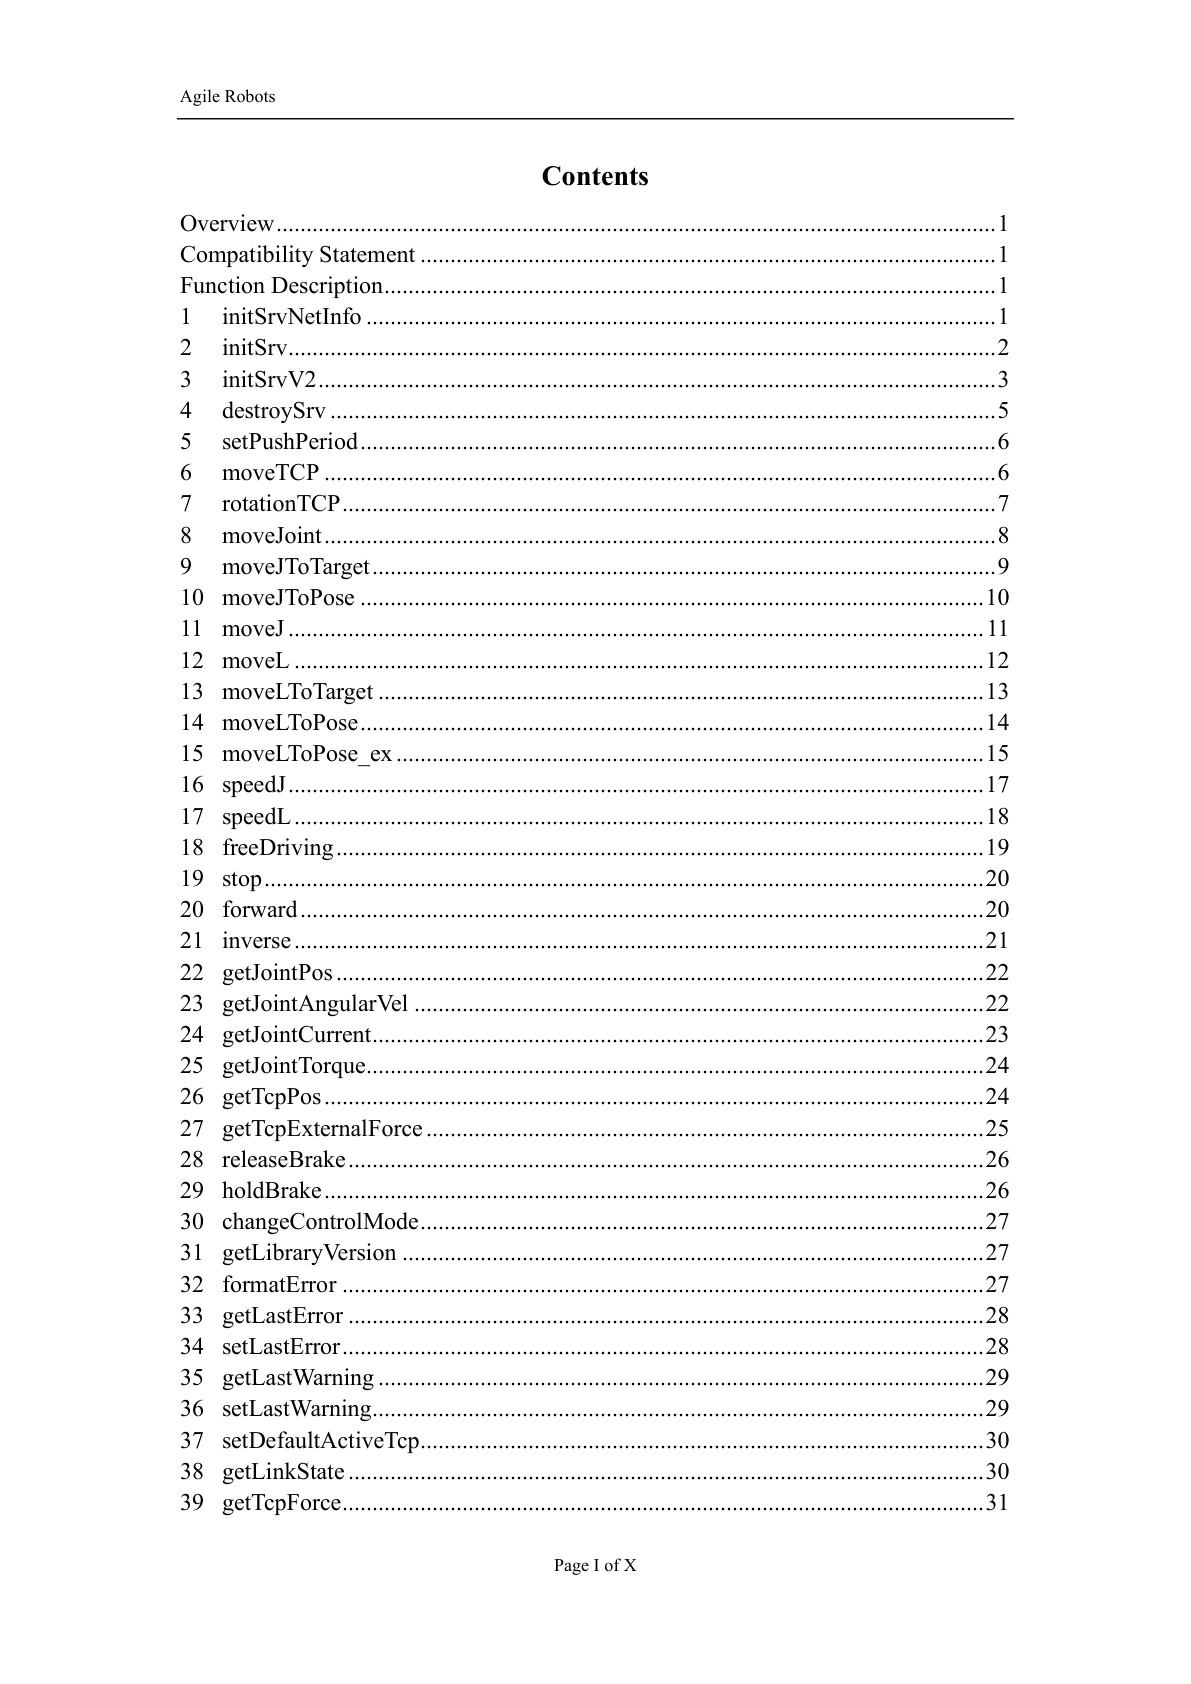 Agile Robots
Contents
Overview........................................................................................................................1
Compatibility Statement ................................................................................................1
Function Description......................................................................................................1
1 initSrvNetInfo .........................................................................................................1
2 initSrv......................................................................................................................2
3 initSrvV2.................................................................................................................3
4 destroySrv ...............................................................................................................5
5 setPushPeriod..........................................................................................................6
6 moveTCP ................................................................................................................6
7 rotationTCP.............................................................................................................7
8 moveJoint................................................................................................................8
9 moveJToTarget........................................................................................................9
10 moveJToPose ........................................................................................................10
11 moveJ ....................................................................................................................11
12 moveL ...................................................................................................................12
13 moveLToTarget .....................................................................................................13
14 moveLToPose........................................................................................................14
15 moveLToPose_ex ..................................................................................................15
16 speedJ....................................................................................................................17
17 speedL ...................................................................................................................18
18 freeDriving............................................................................................................19
19 stop........................................................................................................................20
20 forward..................................................................................................................20
21 inverse...................................................................................................................21
22 getJointPos ............................................................................................................22
23 getJointAngularVel ...............................................................................................22
24 getJointCurrent......................................................................................................23
25 getJointTorque.......................................................................................................24
26 getTcpPos..............................................................................................................24
27 getTcpExternalForce .............................................................................................25
28 releaseBrake..........................................................................................................26
29 holdBrake..............................................................................................................26
30 changeControlMode..............................................................................................27
31 getLibraryVersion .................................................................................................27
32 formatError ...........................................................................................................27
33 getLastError ..........................................................................................................28
34 setLastError...........................................................................................................28
35 getLastWarning .....................................................................................................29
36 setLastWarning......................................................................................................29
37 setDefaultActiveTcp..............................................................................................30
38 getLinkState ..........................................................................................................30
39 getTcpForce...........................................................................................................31
Page I of X